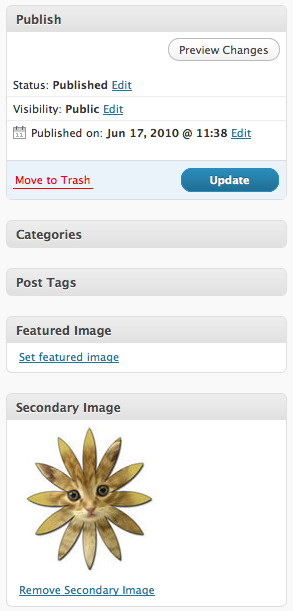 Publish
Preview Changes
Status: Published Edit
Visibility: Public Edit
11 Published on: Jun 17, 2010 @ 11:38 Edit
Move to Trash Update
Categories
Post Tags
Featured Image
Set featured image
Secondary Image
Remove Secondary Image